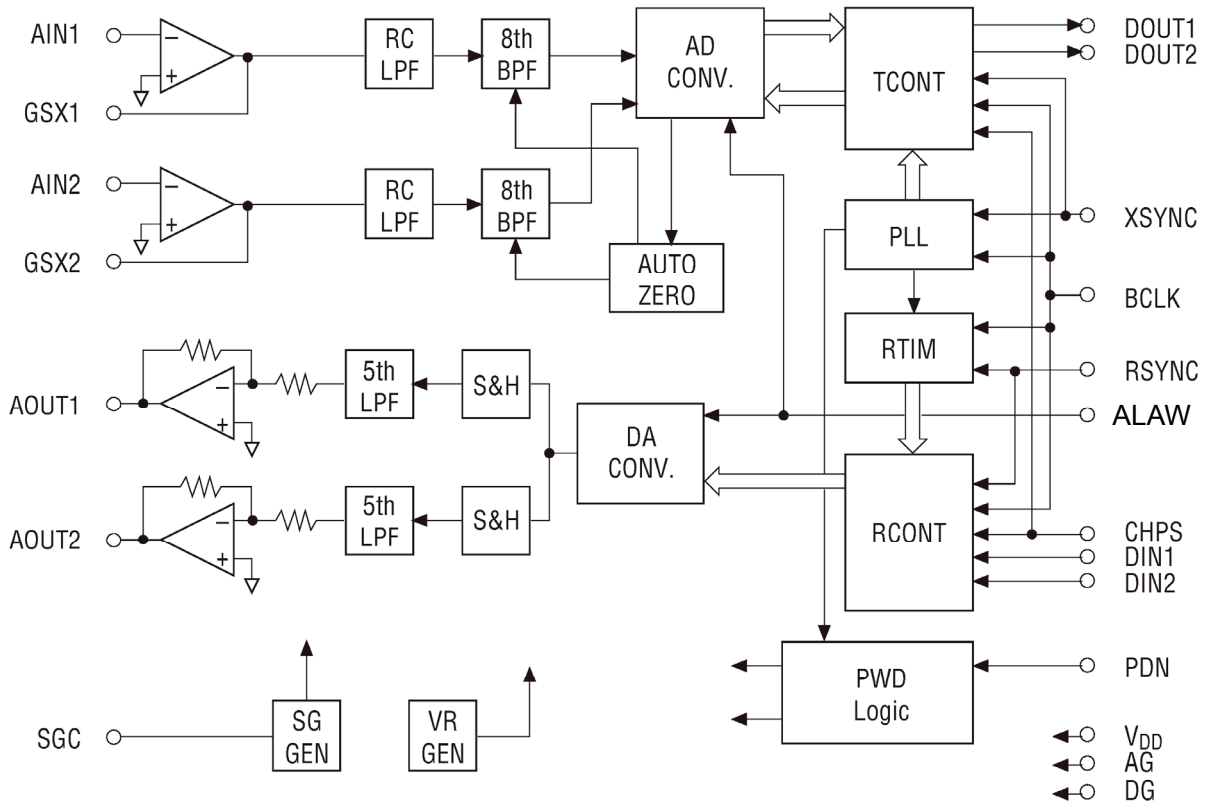 AIN1
GSX1
AIN2
GSX2
AOUT1
AOUT2
SGC
−
+
−
+
−
+
−
+
RC
LPF
8th
BPF
AD
CONV.
TCONT
RC
LPF
8th
BPF
AUTO
ZERO
PLL
RTIM
5th
LPF
S&H
DA
CONV.
5th
LPF
S&H
RCONT
SG
GEN
VR
GEN
PWD
Logic
DOUT1
DOUT2
XSYNC
BCLK
RSYNC
ALAW
CHPS
DIN1
DIN2
PDN
VDD
AG
DG